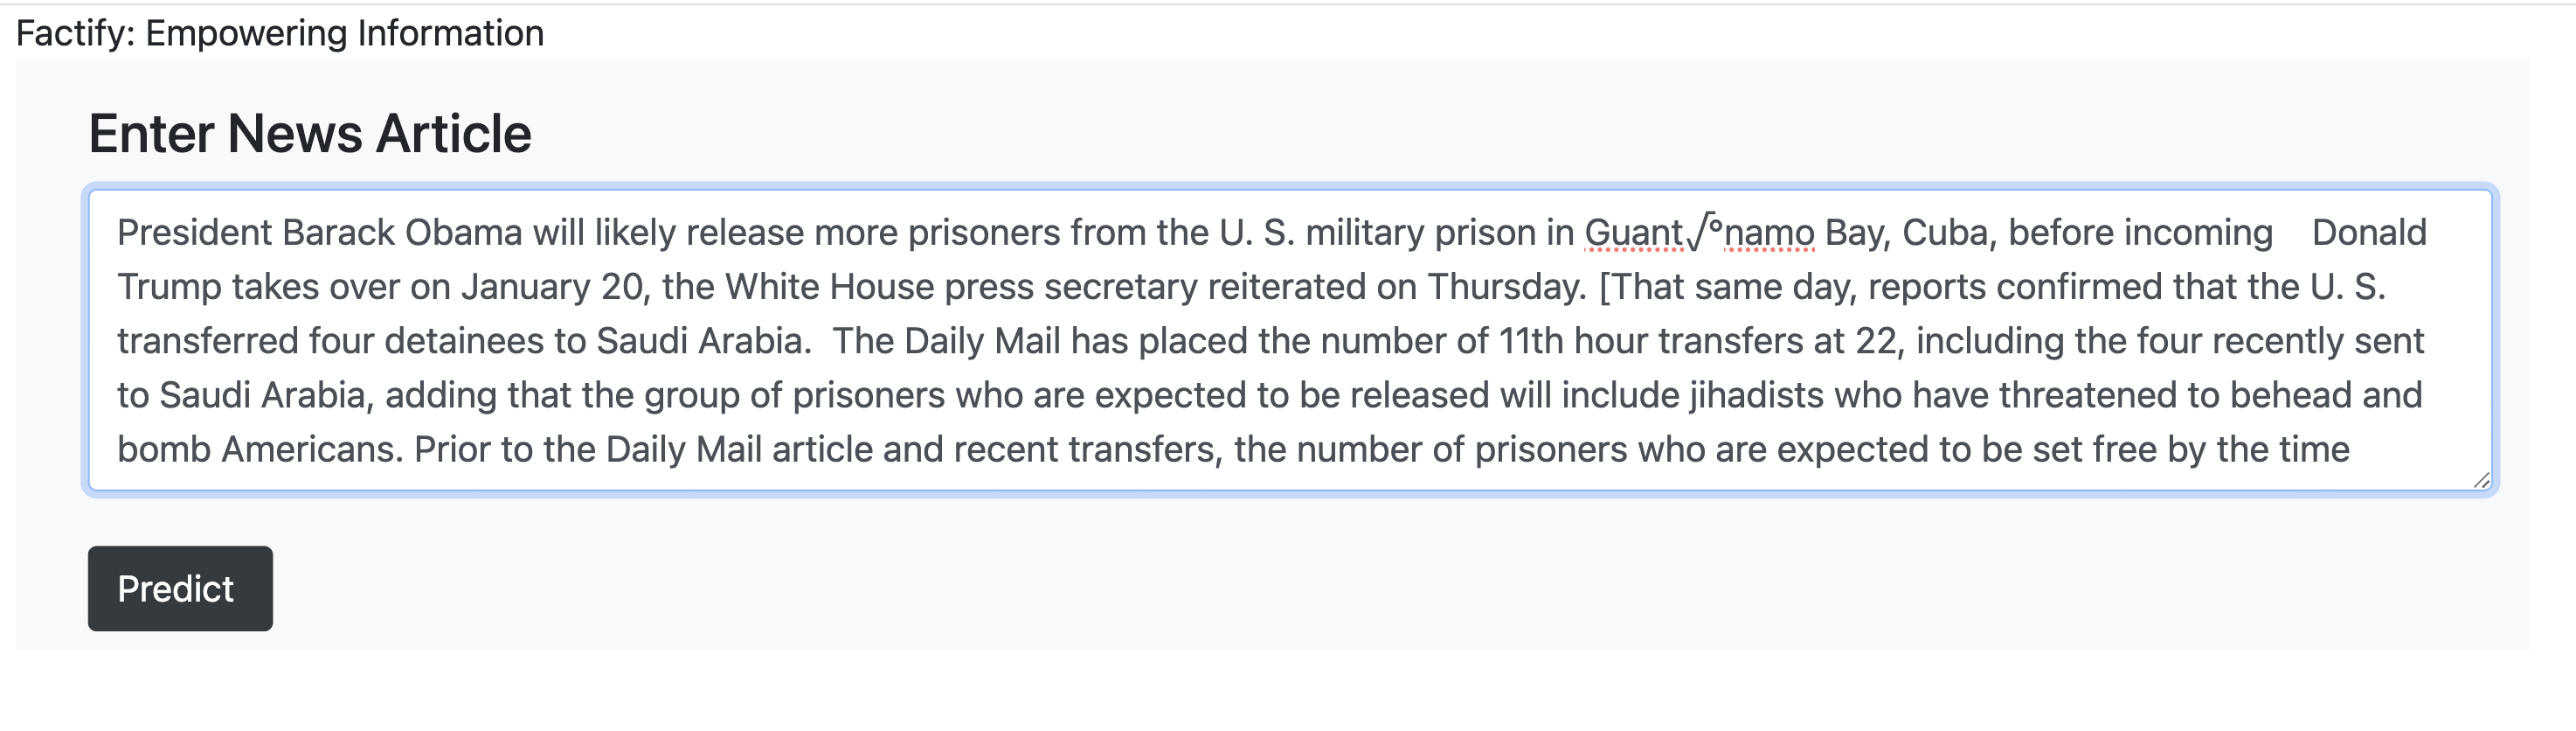 Factify: Empowering Information
Enter News Article
President Barack Obama will likely release more prisoners from the U. S. military prison in Guant√°namo Bay, Cuba, before incoming    Donald
Trump takes over on January 20, the White House press secretary reiterated on Thursday. [That same day, reports confirmed that the U. S.
transferred four detainees to Saudi Arabia.  The Daily Mail has placed the number of 11th hour transfers at 22, including the four recently sent
to Saudi Arabia, adding that the group of prisoners who are expected to be released will include jihadists who have threatened to behead and
bomb Americans. Prior to the Daily Mail article and recent transfers, the number of prisoners who are expected to be set free by the time
Predict